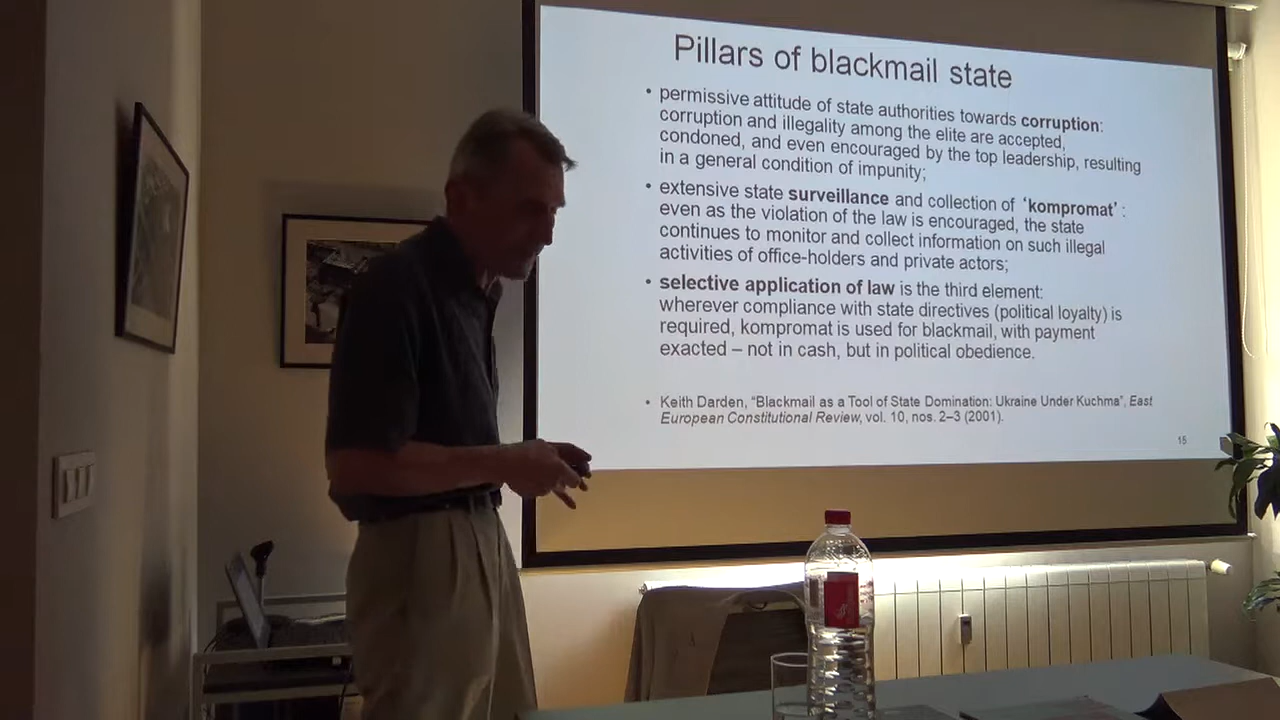 Pillars of blackmail state
• permissive attitude of state authorities towards corruption:
corruption and illegality among the elite are accepted,
condoned, and even encouraged by the top leadership, resulting
in a general condition of impunity;
• extensive state surveillance and collection of ‘kompromat’ :
even as the violation of the law is encouraged, the state
continues to monitor and collect information on such illegal
activities of office-holders and private actors;
• selective application of law is the third element:
wherever compliance with state directives (political loyalty) is
required, kompromat is used for blackmail, with payment
exacted – not in cash, but in political obedience.
• Keith Darden, “Blackmail as a Tool of State Domination: Ukraine Under Kuchma”, East
European Constitutional Review, vol. 10, nos. 2–3 (2001).
15